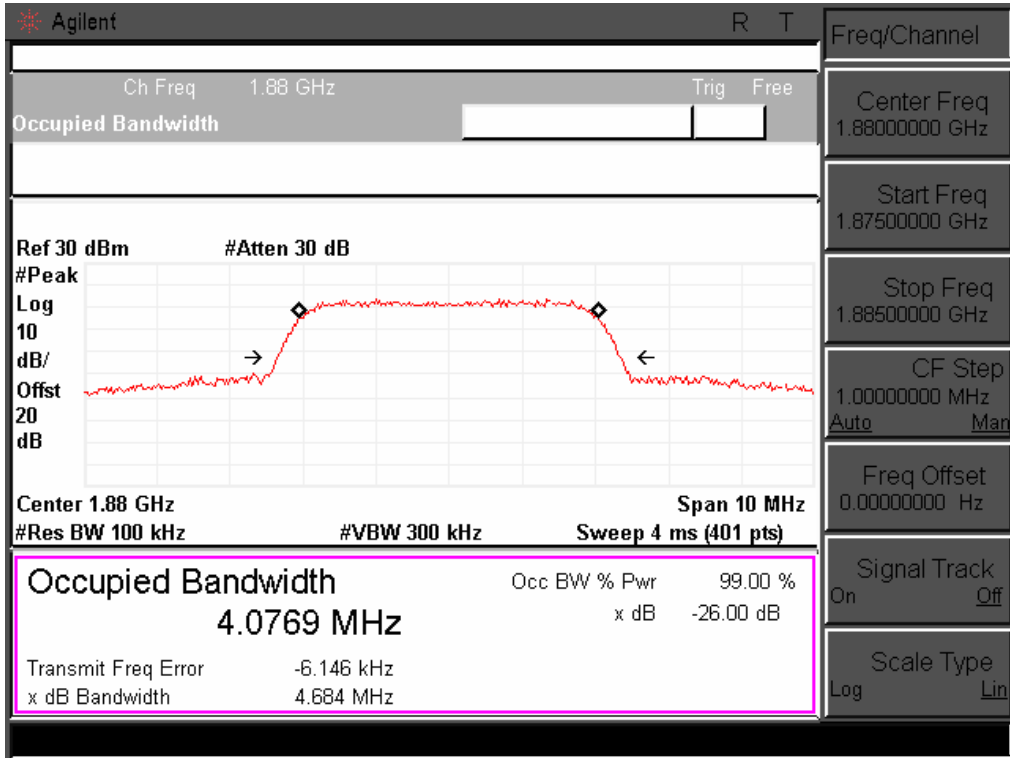 Agilent R T
Ch Freq 1.88 GHz Trig Free
Occupied Bandwidth
Ref 30 dBm #Atten 30 dB
#Peak
Log
10
dB/
Offst
20
dB
Center 1.88 GHz Span 10 MHz
#Res BW 100 kHz #VBW 300 kHz Sweep 4 ms (401 pts)
Occupied Bandwidth Occ BW % Pwr 99.00 %
4.0769 MHz x dB -26.00 dB
Transmit Freq Error -6.146 kHz
x dB Bandwidth 4.684 MHz
Freq/Channel
Center Freq
1.88000000 GHz
Start Freq
1.87500000 GHz
Stop Freq
1.88500000 GHz
CF Step
1.00000000 MHz
Auto Man
Freq Offset
0.00000000 Hz
Signal Track
On Off
Scale Type
Log Lin